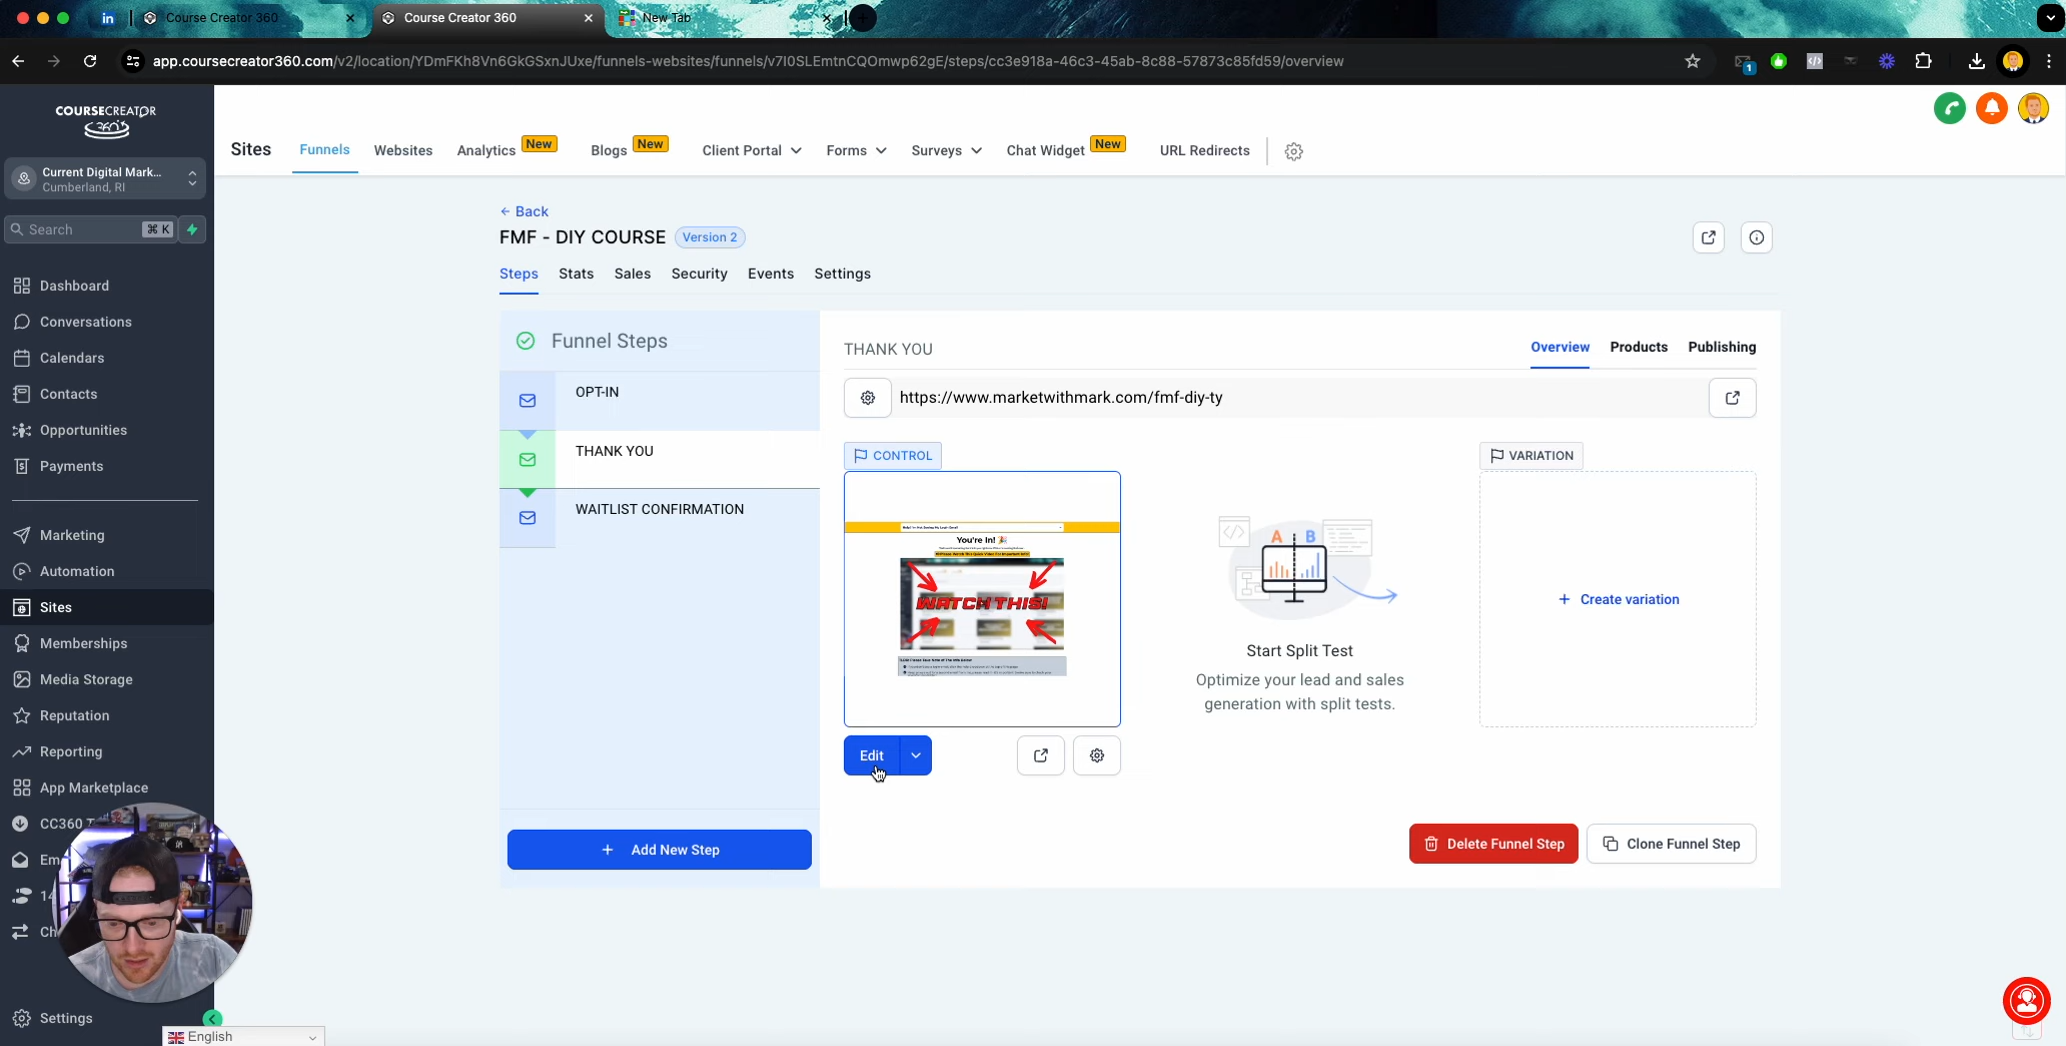 Course Creator 360
Course Creator 360
New Tab
app.coursecreator360.com/v2/location/YDmFKh8Vn6GkGSxnJUxe/funnels-websites/funnels/v7I0SLEmtnCQOmwp62gE/steps/cc3e918a-46c3-45ab-8c88-57873c85fd59/overview
1
COURSECREATOR
360
Current Digital Mark...
Cumberland, RI
Search
⌘ K
Dashboard
Conversations
Calendars
Contacts
Opportunities
Payments
Marketing
Automation
Sites
Memberships
Media Storage
Reputation
Reporting
App Marketplace
CC360 T
Em
14
Ch
Settings
English
Sites
Funnels
Websites
Analytics New
Blogs New
Client Portal
Forms
Surveys
Chat Widget New
URL Redirects
← Back
FMF - DIY COURSE Version 2
Steps Stats Sales Security Events Settings
Funnel Steps
OPT-IN
THANK YOU
WAITLIST CONFIRMATION
+ Add New Step
THANK YOU
Overview Products Publishing
https://www.marketwithmark.com/fmf-diy-ty
CONTROL
You're In! 🎉
WATCH THIS!
Edit
A B
Start Split Test
Optimize your lead and sales
generation with split tests.
VARIATION
+ Create variation
Delete Funnel Step
Clone Funnel Step